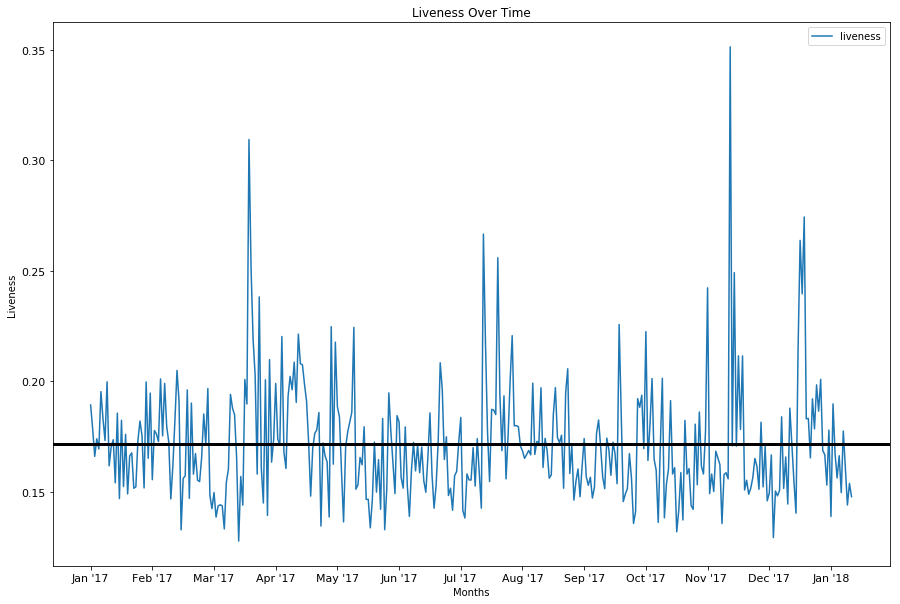 Liveness Over Time
liveness
Liveness
0.35
0.30
0.25
0.20
0.15
Jan '17 Feb '17 Mar '17 Apr '17 May '17 Jun '17 Jul '17 Aug '17 Sep '17 Oct '17 Nov '17 Dec '17 Jan '18
Months